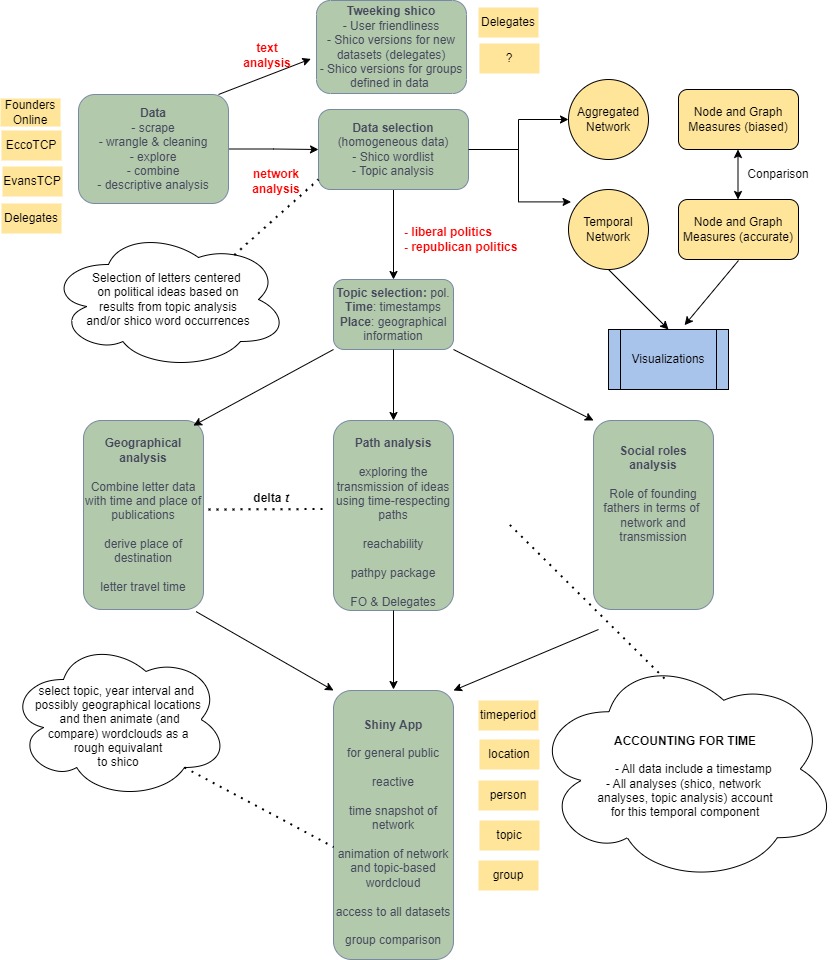 Tweeking shico
- User friendliness
- Shico versions for new
datasets (delegates)
- Shico versions for groups
defined in data
Delegates
?
text
analysis
Founders
Online
EccoTCP
EvansTCP
Delegates
Data
- scrape
- wrangle & cleaning
- explore
- combine
- descriptive analysis
network
analysis
Data selection
(homogeneous data)
- Shico wordlist
- Topic analysis
Aggregated
Network
Temporal
Network
Node and Graph
Measures (biased)
Comparison
Node and Graph
Measures (accurate)
Visualizations
- liberal politics
- republican politics
Selection of letters centered
on political ideas based on
results from topic analysis
and/or shico word occurrences
Topic selection: pol.
Time: timestamps
Place: geographical
information
Geographical
analysis
Combine letter data
with time and place of
publications
derive place of
destination
letter travel time
delta t
Path analysis
exploring the
transmission of ideas
using time-respecting
paths
reachability
pathpy package
FO & Delegates
Social roles
analysis
Role of founding
fathers in terms of
network and
transmission
select topic, year interval and
possibly geographical locations
and then animate (and
compare) wordclouds as a
rough equivalant
to shico
Shiny App
for general public
reactive
time snapshot of
network
animation of network
and topic-based
wordcloud
access to all datasets
group comparison
timeperiod
location
person
topic
group
ACCOUNTING FOR TIME
- All data include a timestamp
- All analyses (shico, network
analyses, topic analysis) account
for this temporal component